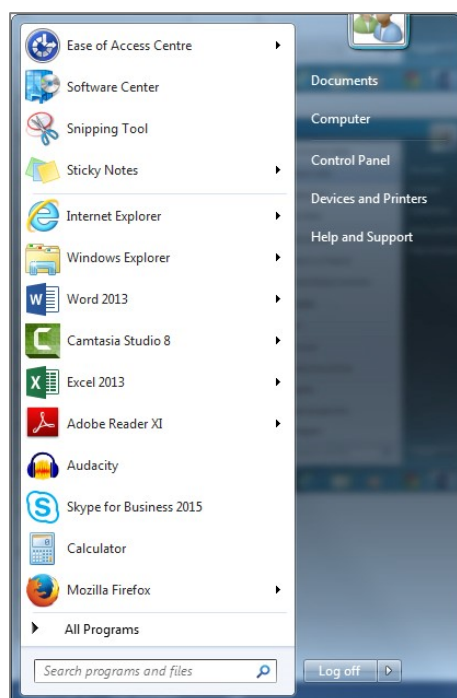 Ease of Access Centre
Software Center
Snipping Tool
Sticky Notes
Internet Explorer
Windows Explorer
Word 2013
Camtasia Studio 8
Excel 2013
Adobe Reader XI
Audacity
Skype for Business 2015
Calculator
Mozilla Firefox
All Programs
Search programs and files
Documents
Computer
Control Panel
Devices and Printers
Help and Support
Log off